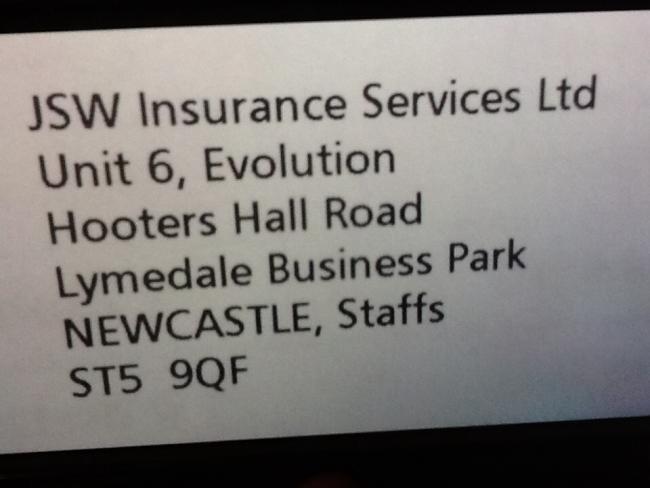 JSW Insurance Services Ltd
Unit 6, Evolution
Hooters Hall Road
Lymedale Business Park
NEWCASTLE, Staffs
ST5 9QF